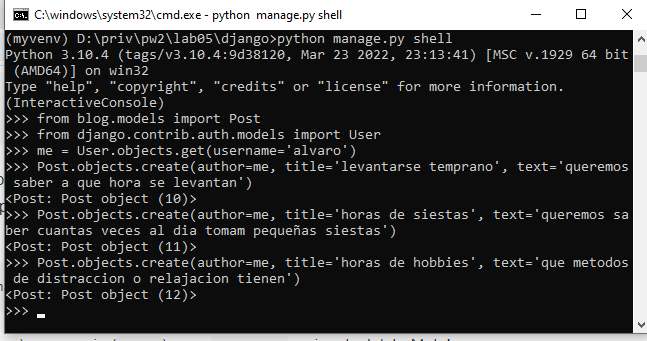 C:\windows\system32\cmd.exe - python  manage.py shell
(myvenv) D:\priv\pw2\lab05\django>python manage.py shell
Python 3.10.4 (tags/v3.10.4:9d38120, Mar 23 2022, 23:13:41) [MSC v.1929 64 bit
 (AMD64)] on win32
Type "help", "copyright", "credits" or "license" for more information.
(InteractiveConsole)
>>> from blog.models import Post
>>> from django.contrib.auth.models import User
>>> me = User.objects.get(username='alvaro')
>>> Post.objects.create(author=me, title='levantarse temprano', text='queremos
 saber a que hora se levantan')
<Post: Post object (10)>
>>> Post.objects.create(author=me, title='horas de siestas', text='queremos sa
ber cuantas veces al dia tomam pequeñas siestas')
<Post: Post object (11)>
>>> Post.objects.create(author=me, title='horas de hobbies', text='que metodos
 de distraccion o relajacion tienen')
<Post: Post object (12)>
>>>